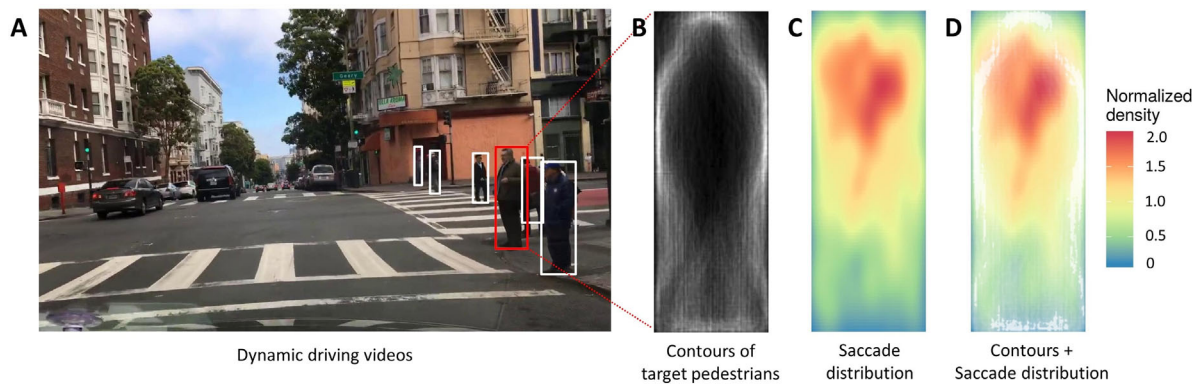 A
B
C
D
Geary
Normalized
density
2.0
1.5
1.0
0.5
0
Dynamic driving videos
Contours of
target pedestrians
Saccade
distribution
Contours +
Saccade distribution